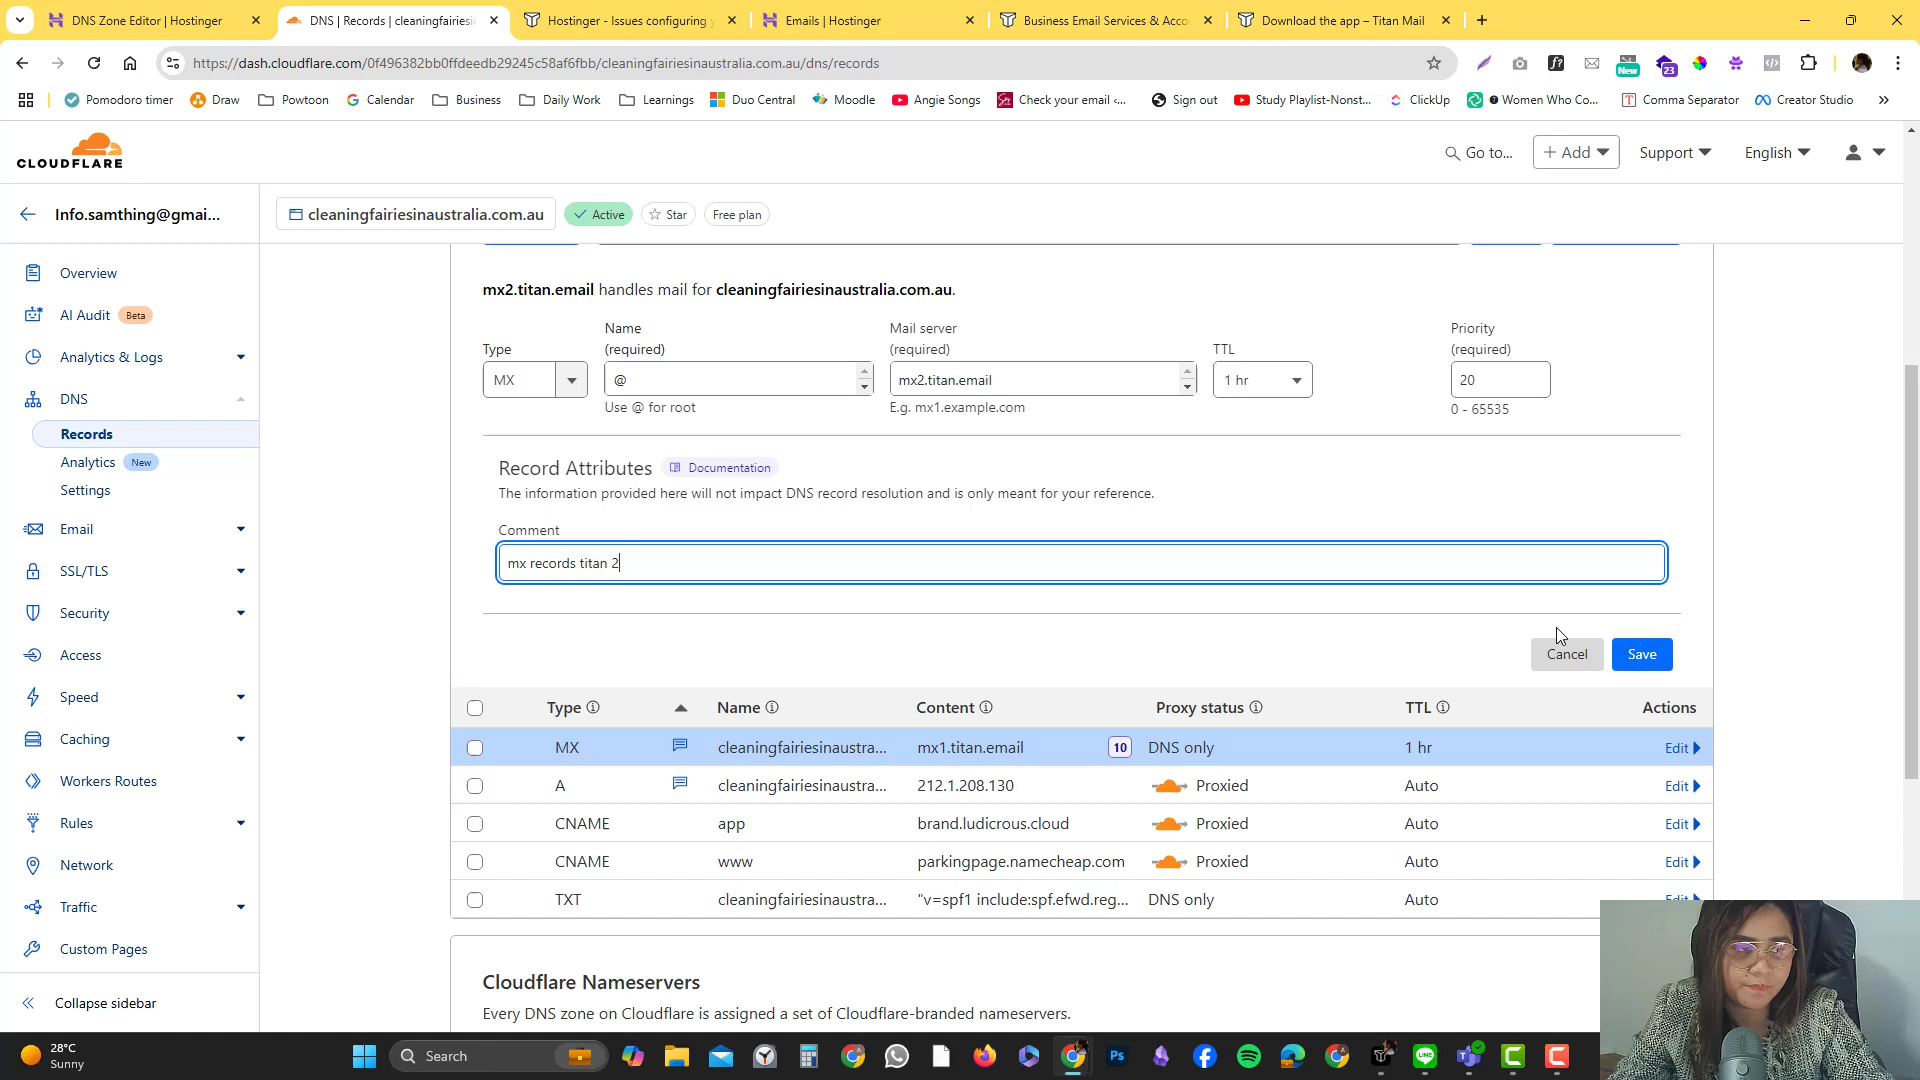 DNS Zone Editor | Hostinger
DNS | Records | cleaningfairiesin
Hostinger - Issues configuring
Emails | Hostinger
Business Email Services & Acco
Download the app – Titan Mail
https://dash.cloudflare.com/0f496382bb0ffdeedb29245c58af6fbb/cleaningfairiesinaustralia.com.au/dns/records
New
23
Pomodoro timer
Draw
Powtoon
Calendar
Business
Daily Work
Learnings
Duo Central
Moodle
Angie Songs
Check your email <...
Sign out
Study Playlist-Nonst...
ClickUp
Women Who Co...
Comma Separator
Creator Studio
CLOUDFLARE
Go to...
+ Add
Support
English
Info.samthing@gmai...
cleaningfairiesinaustralia.com.au
Active
Star
Free plan
Overview
AI Audit Beta
Analytics & Logs
DNS
Records
Analytics New
Settings
Email
SSL/TLS
Security
Access
Speed
Caching
Workers Routes
Rules
Network
Traffic
Custom Pages
Collapse sidebar
mx2.titan.email handles mail for cleaningfairiesinaustralia.com.au.
Type
Name
(required)
Mail server
(required)
TTL
Priority
(required)
MX
@
mx2.titan.email
1 hr
20
Use @ for root
E.g. mx1.example.com
0 - 65535
Record Attributes Documentation
The information provided here will not impact DNS record resolution and is only meant for your reference.
Comment
mx records titan 2
Cancel
Save
Type Name Content Proxy status TTL Actions
MX cleaningfairiesinaustra... mx1.titan.email 10 DNS only 1 hr Edit
A cleaningfairiesinaustra... 212.1.208.130 Proxied Auto Edit
CNAME app brand.ludicrous.cloud Proxied Auto Edit
CNAME www parkingpage.namecheap.com Proxied Auto Edit
TXT cleaningfairiesinaustra... "v=spf1 include:spf.efwd.reg... DNS only Auto Edit
Cloudflare Nameservers
Every DNS zone on Cloudflare is assigned a set of Cloudflare-branded nameservers.
28°C
Sunny
Search
Ps